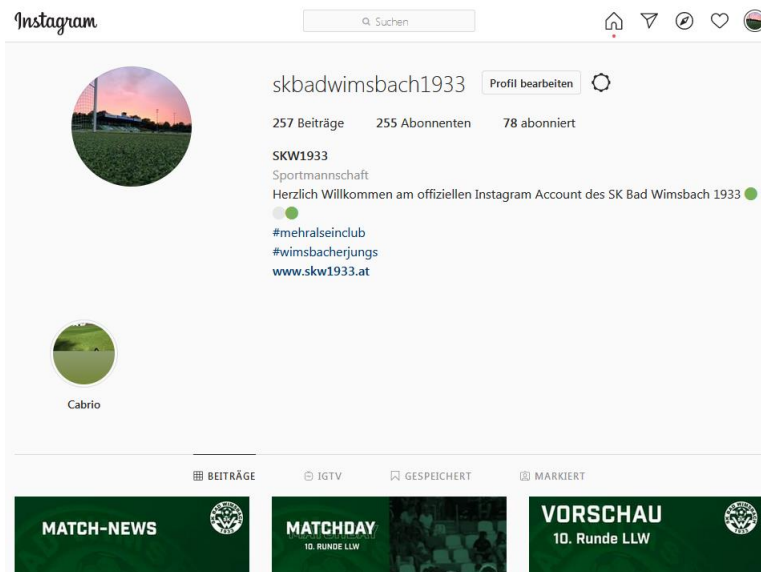 Instagram
Suchen
skbadwimsbach1933 Profil bearbeiten
257 Beiträge 255 Abonnenten 78 abonniert
SKW1933
Sportmannschaft
Herzlich Willkommen am offiziellen Instagram Account des SK Bad Wimsbach 1933
#mehralseinclub
#wimsbacherjungs
www.skw1933.at
Cabrio
BEITRÄGE IGTV GESPEICHERT MARKIERT
MATCH-NEWS
MATCHDAY
10. RUNDE LLW
VORSCHAU
10. Runde LLW